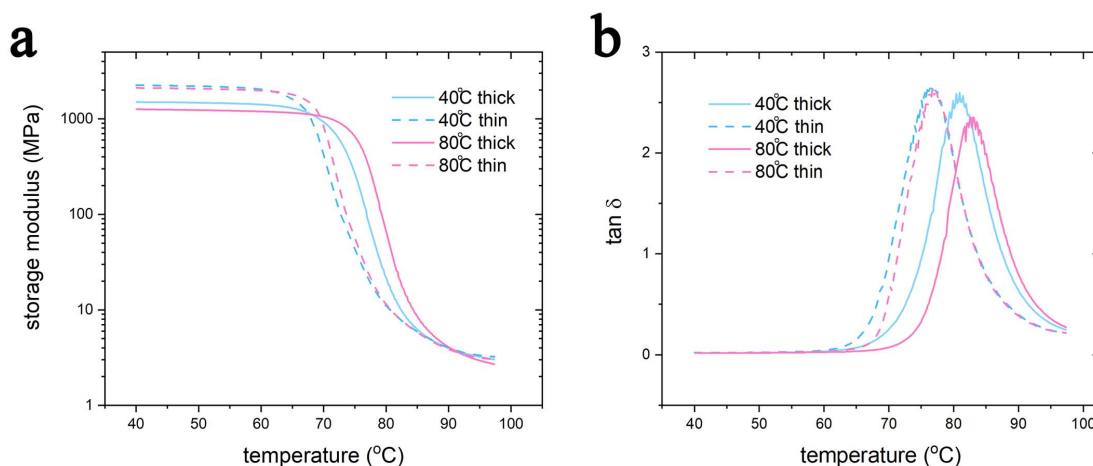 a
storage modulus (MPa)
1000
100
10
1
40 50 60 70 80 90 100
temperature (°C)
40°C thick
40°C thin
80°C thick
80°C thin
b
tan δ
3
2
1
0
40 50 60 70 80 90 100
temperature (°C)
40°C thick
40°C thin
80°C thick
80°C thin